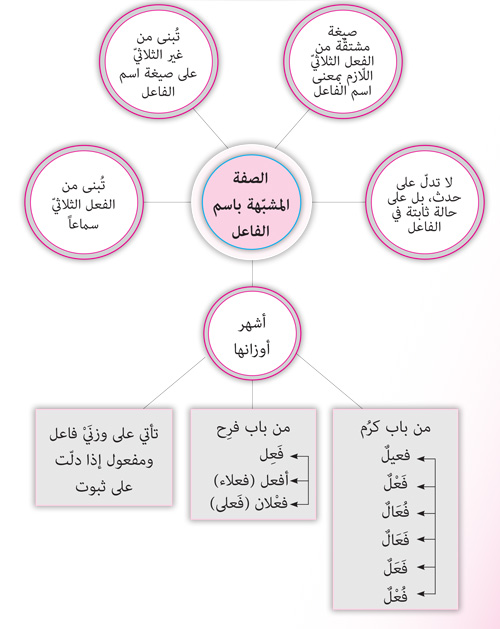 صيغة
مشتقّة من
الفعل الثلاثيّ
اللّازم بمعنى
اسم الفاعل
تُبنى من
غير الثلاثيّ
على صيغة اسم
الفاعل
الصفة
المشبّهة باسم
الفاعل
لا تدلّ على
حدث، بل على
حالة ثابتة في
الفاعل
تُبنى من
الفعل الثلاثيّ
سماعاً
أشهر
أوزانها
من باب كرُم
فعيلٌ
فَعْلٌ
فُعَالٌ
فَعَالٌ
فَعَلٌ
فُعْلٌ
من باب فرِح
فَعِل
أفعل (فعلاء)
فعْلان (فَعلى)
تأتي على وزنَيْ فاعل
ومفعول إذا دلّت
على ثبوت